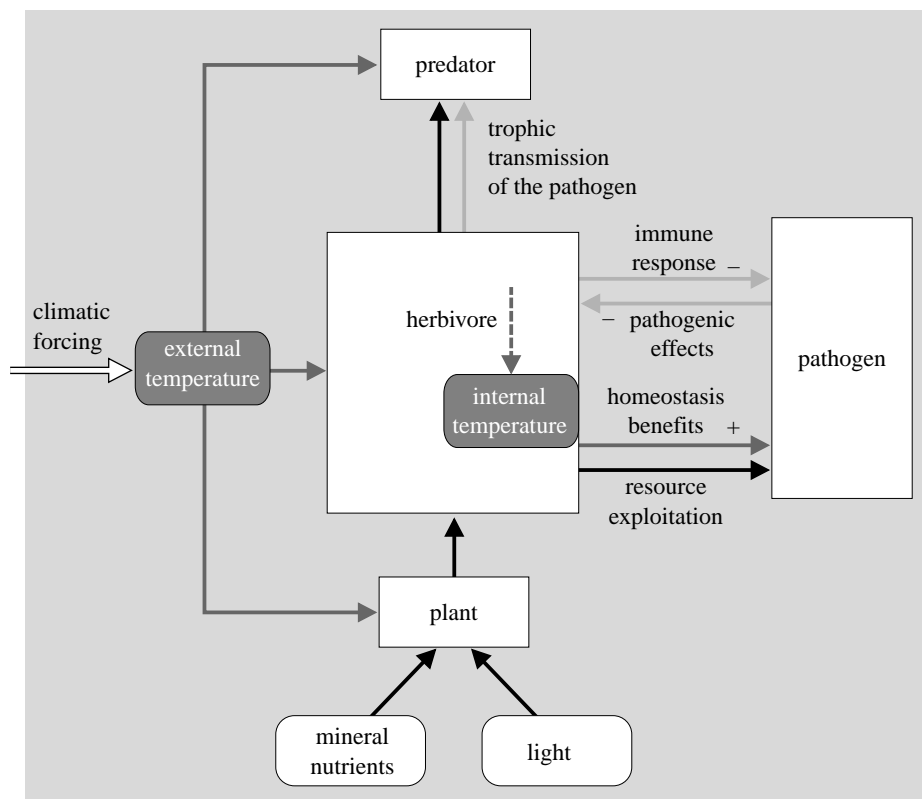 predator
trophic
transmission
of the pathogen
immune
response –
climatic
forcing
external
temperature
herbivore
– pathogenic
effects
pathogen
internal
temperature
homeostasis
benefits +
resource
exploitation
plant
mineral
nutrients
light